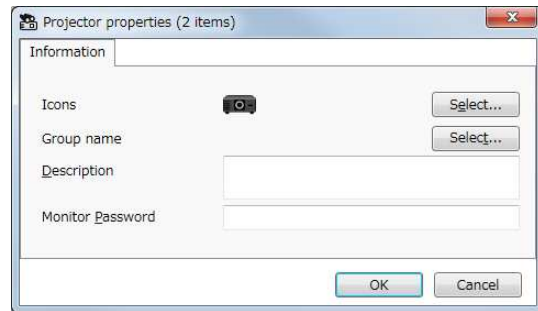 Projector properties (2 items)
Information
Icons Select...
Group name Select...
Description
Monitor Password
OK Cancel